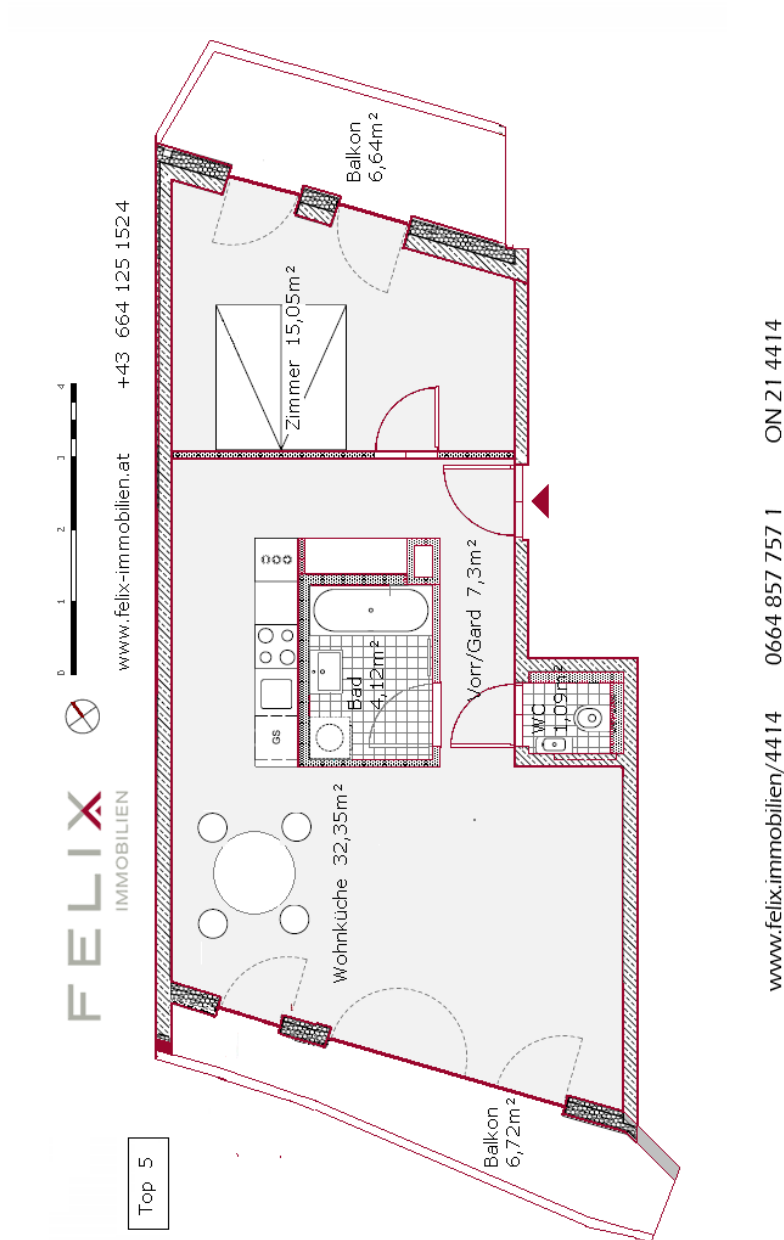 FELIX
IMMOBILIEN
www.felix-immobilien.at
+43 664 125 1524
0
1
2
3
4
Top 5
Balkon
6,72m²
Wohnküche 32,35m²
GS
Bad
4,12m²
Vorr/Gard 7,3m²
WC
1,09m²
Zimmer 15,05m²
Balkon
6,64m²
www.felix.immobilien/4414
0664 857 757 1
ON 21 4414